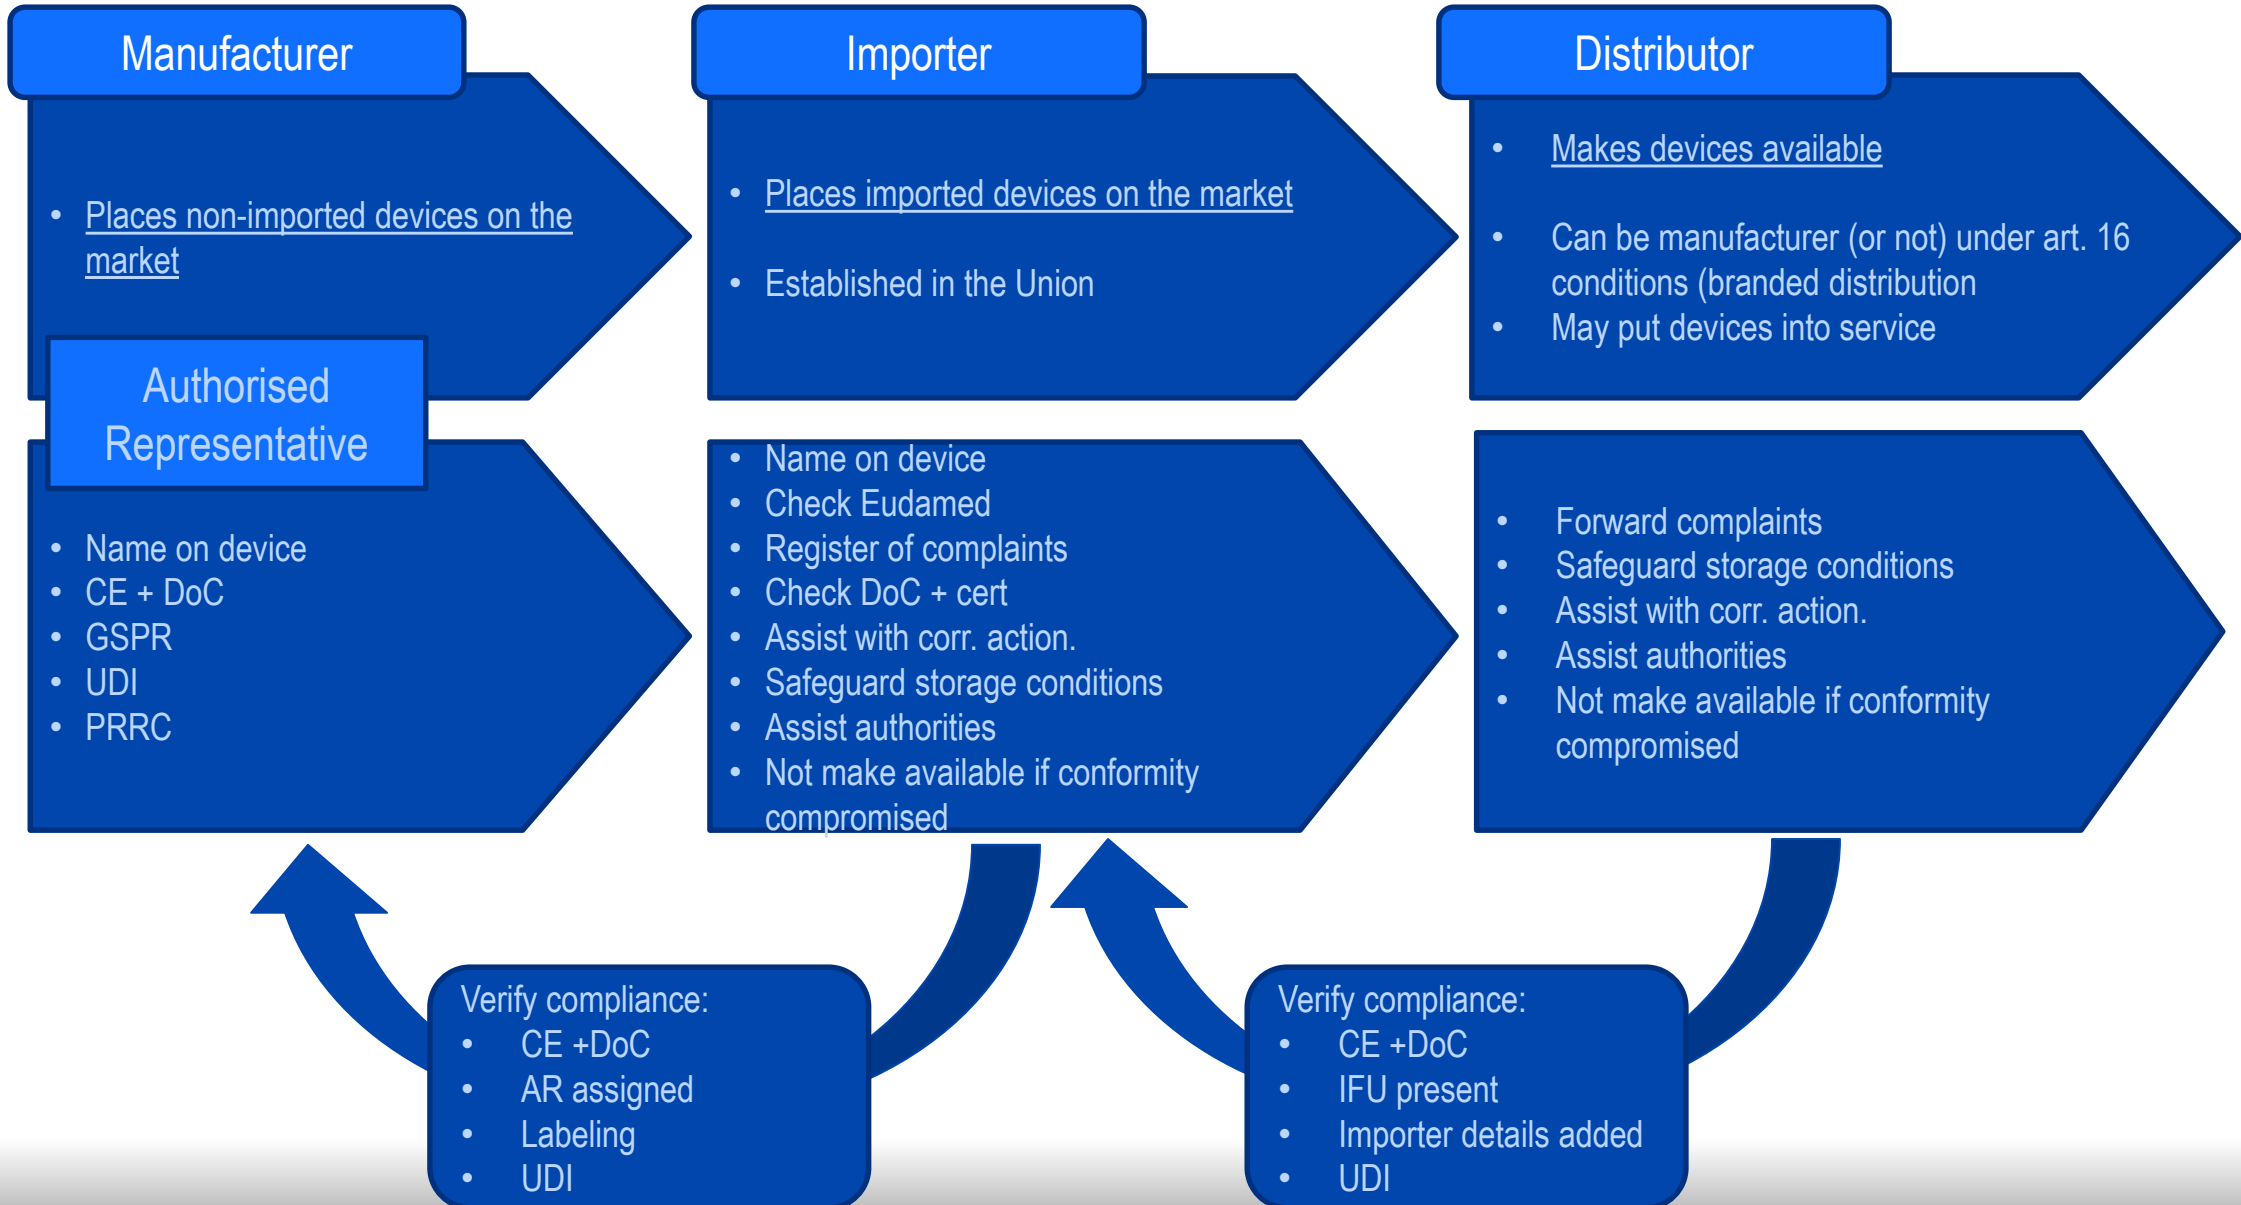 Manufacturer
• Places non-imported devices on the
market
Authorised
Representative
• Name on device
• CE + DoC
• GSPR
• UDI
• PRRC
Importer
• Places imported devices on the market
• Established in the Union
• Name on device
• Check Eudamed
• Register of complaints
• Check DoC + cert
• Assist with corr. action.
• Safeguard storage conditions
• Assist authorities
• Not make available if conformity
compromised
Distributor
• Makes devices available
• Can be manufacturer (or not) under art. 16
conditions (branded distribution
• May put devices into service
• Forward complaints
• Safeguard storage conditions
• Assist with corr. action.
• Assist authorities
• Not make available if conformity
compromised
Verify compliance:
• CE +DoC
• AR assigned
• Labeling
• UDI
Verify compliance:
• CE +DoC
• IFU present
• Importer details added
• UDI